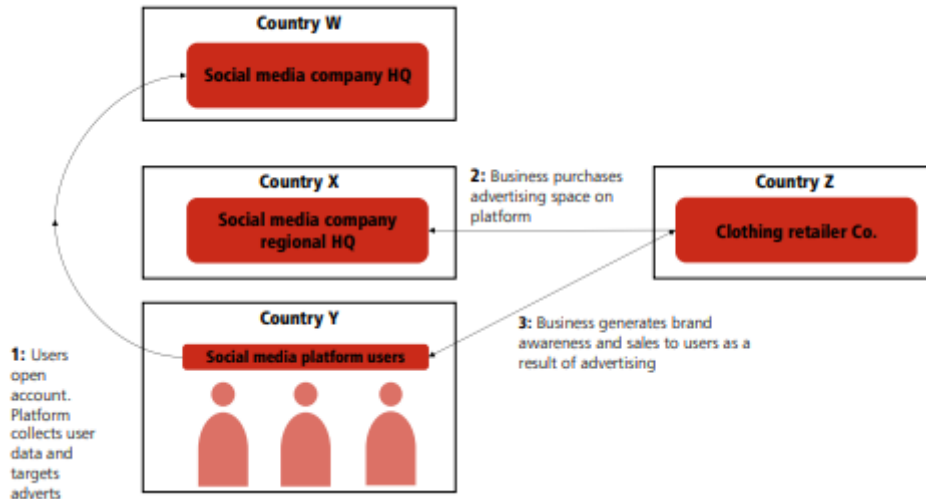 Country W
Social media company HQ
Country X
Social media company
regional HQ
2: Business purchases
advertising space on
platform
Country Z
Clothing retailer Co.
Country Y
Social media platform users
3: Business generates brand
awareness and sales to users as a
result of advertising
1: Users
open
account.
Platform
collects user
data and
targets
adverts